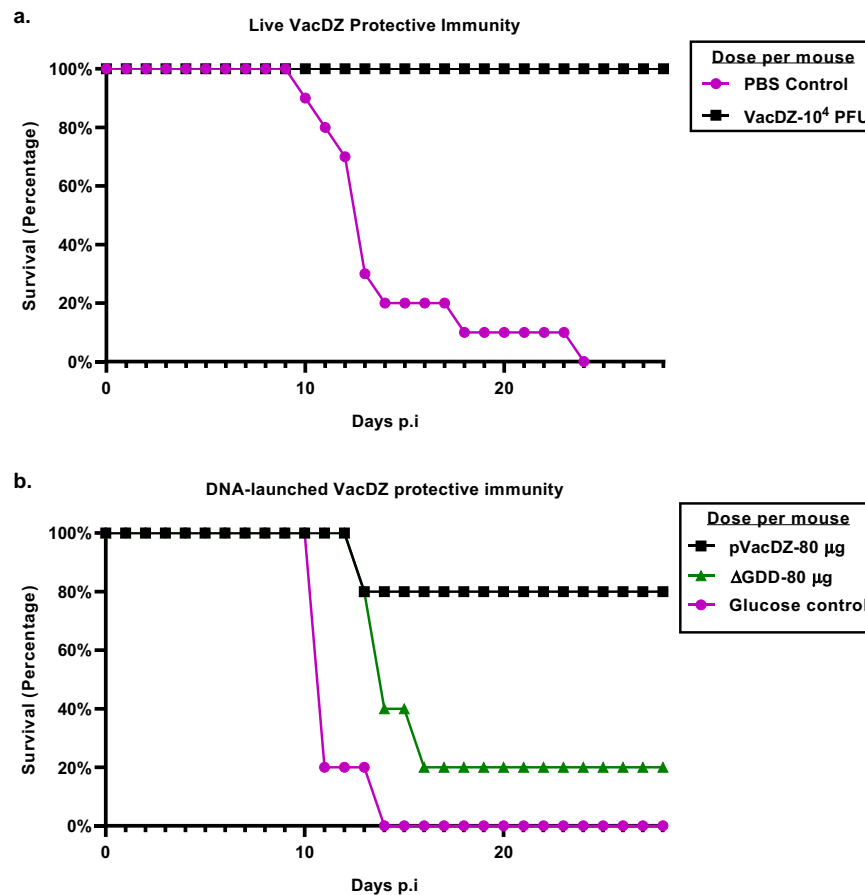 a.
Live VacDZ Protective Immunity
Survival (Percentage)
100%
80%
60%
40%
20%
0%
0
10
20
Days p.i
Dose per mouse
PBS Control
VacDZ-10⁴ PFU
b.
DNA-launched VacDZ protective immunity
Survival (Percentage)
100%
80%
60%
40%
20%
0%
0
10
20
Days p.i
Dose per mouse
pVacDZ-80 µg
ΔGDD-80 µg
Glucose control